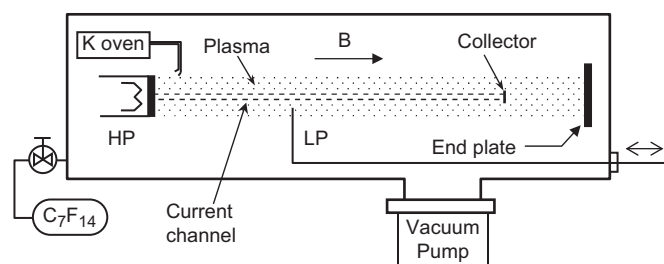 K oven
Plasma
B
Collector
HP
LP
End plate
C₇F₁₄
Current
channel
Vacuum
Pump